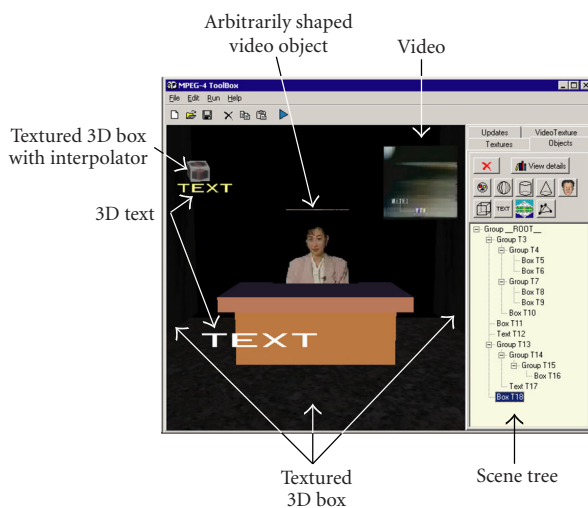 Arbitrarily shaped
video object
Video
MPEG-4 ToolBox
File Edit Run Help
Textured 3D box
with interpolator
3D text
TEXT
TEXT
Updates VideoTexture
Textures Objects
View details
TEXT
Group __ROOT__
Group T3
Group T4
Box T5
Box T6
Group T7
Box T8
Box T9
Box T10
Box T11
Text T12
Group T13
Group T14
Group T15
Box T16
Text T17
Box T18
Textured
3D box
Scene tree